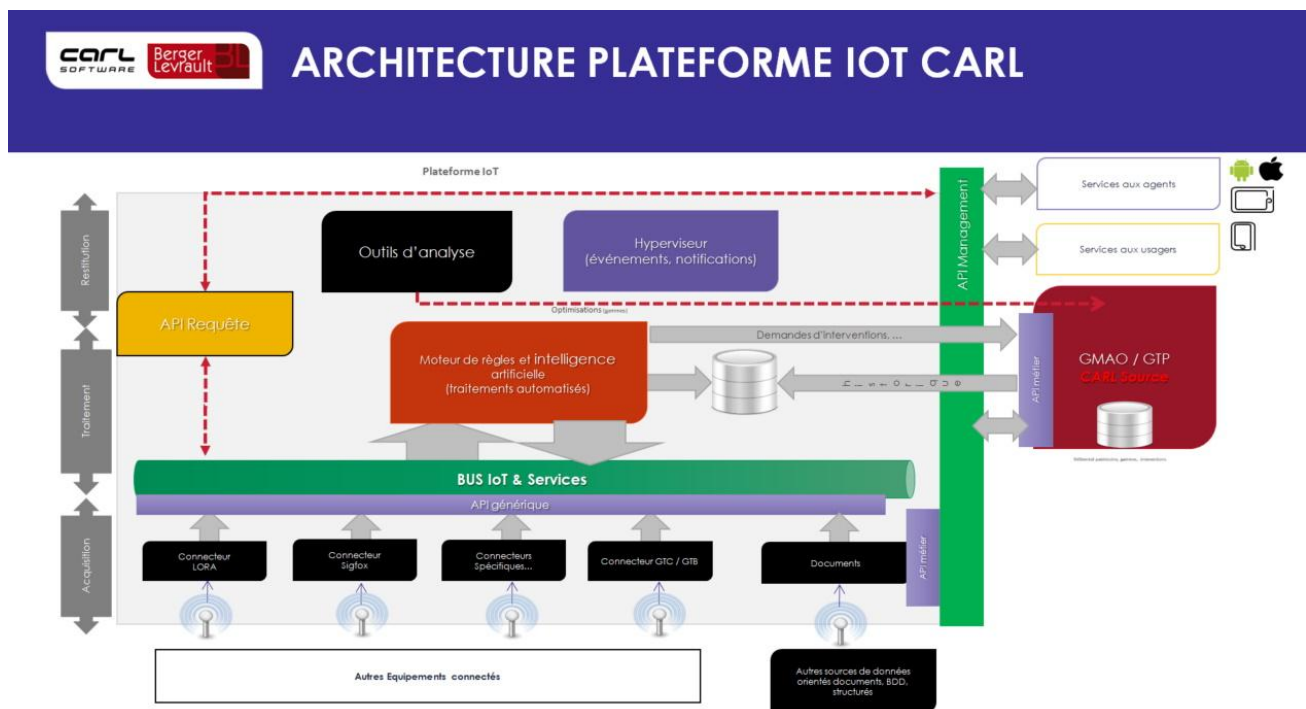 CARL
SOFTWARE
Berger
Levrault
BL
ARCHITECTURE PLATEFORME IOT CARL
Plateforme IoT
Restitution
Traitement
Acquisition
Outils d'analyse
Hyperviseur
(événements, notifications)
API Requête
Optimisations (gammes)
Moteur de règles et intelligence
artificielle
(traitements automatisés)
Demandes d'interventions, ...
historique
API Management
Services aux agents
Services aux usagers
API métier
GMAO / GTP
CARL Source
BUS IoT & Services
API générique
Connecteur
LORA
Connecteur
Sigfox
Connecteurs
Spécifiques...
Connecteur GTC / GTB
Documents
API métier
Autres Equipements connectés
Autres sources de données
orientés documents, BDD,
structurés